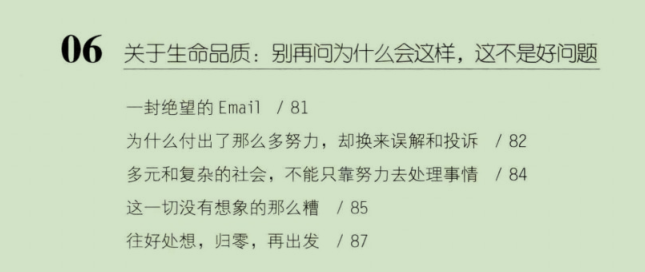 06 关于生命品质：别再问为什么会这样，这不是好问题
一封绝望的 Email / 81
为什么付出了那么多努力，却换来误解和投诉 / 82
多元和复杂的社会，不能只靠努力去处理事情 / 84
这一切没有想象的那么糟 / 85
往好处想，归零，再出发 / 87